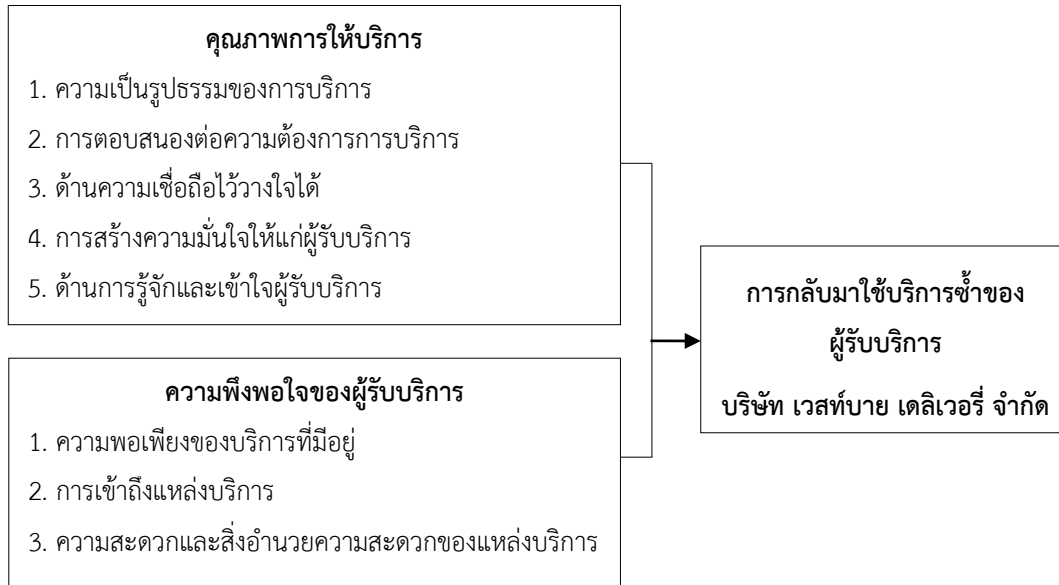 คุณภาพการให้บริการ
1. ความเป็นรูปธรรมของการบริการ
2. การตอบสนองต่อความต้องการการบริการ
3. ด้านความเชื่อถือไว้วางใจได้
4. การสร้างความมั่นใจให้แก่ผู้รับบริการ
5. ด้านการรู้จักและเข้าใจผู้รับบริการ
ความพึงพอใจของผู้รับบริการ
1. ความพอเพียงของบริการที่มีอยู่
2. การเข้าถึงแหล่งบริการ
3. ความสะดวกและสิ่งอำนวยความสะดวกของแหล่งบริการ
การกลับมาใช้บริการซ้ำของ
ผู้รับบริการ
บริษัท เวสท์บาย เดลิเวอรี่ จำกัด